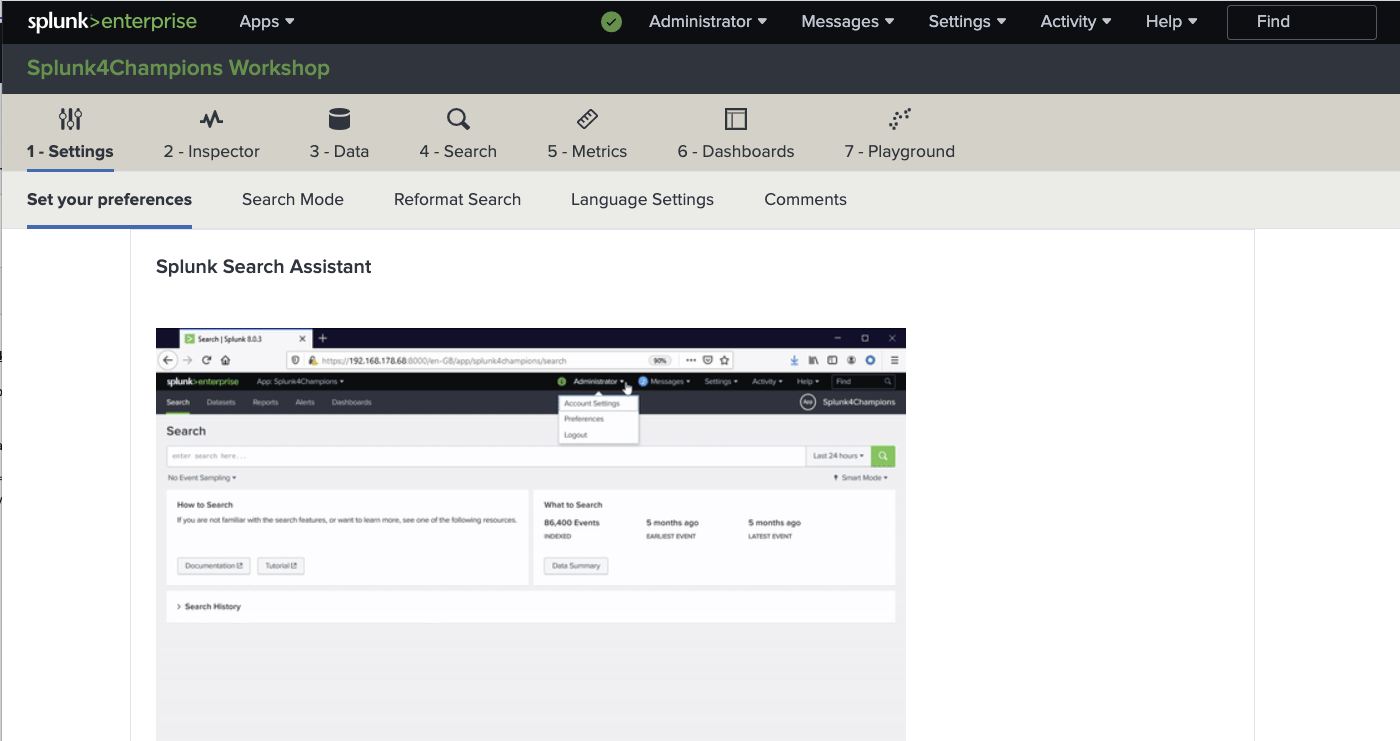 splunk>enterprise Apps Administrator Messages Settings Activity Help Find
Splunk4Champions Workshop
1 - Settings 2 - Inspector 3 - Data 4 - Search 5 - Metrics 6 - Dashboards 7 - Playground
Set your preferences Search Mode Reformat Search Language Settings Comments
Splunk Search Assistant
Search | Splunk 8.0.3
https://192.168.178.68:8000/en-GB/app/splunk4champions/search 90%
splunk>enterprise App: Splunk4Champions Administrator 2 Messages Settings Activity Help Find
Search Datasets Reports Alerts Dashboards App Splunk4Champions
Account Settings
Preferences
Logout
Search
enter search here... Last 24 hours
No Event Sampling Smart Mode
How to Search What to Search
If you are not familiar with the search features, or want to learn more, see one of the following resources. 86,400 Events 5 months ago 5 months ago
INDEXED EARLIEST EVENT LATEST EVENT
Documentation Tutorial Data Summary
> Search History